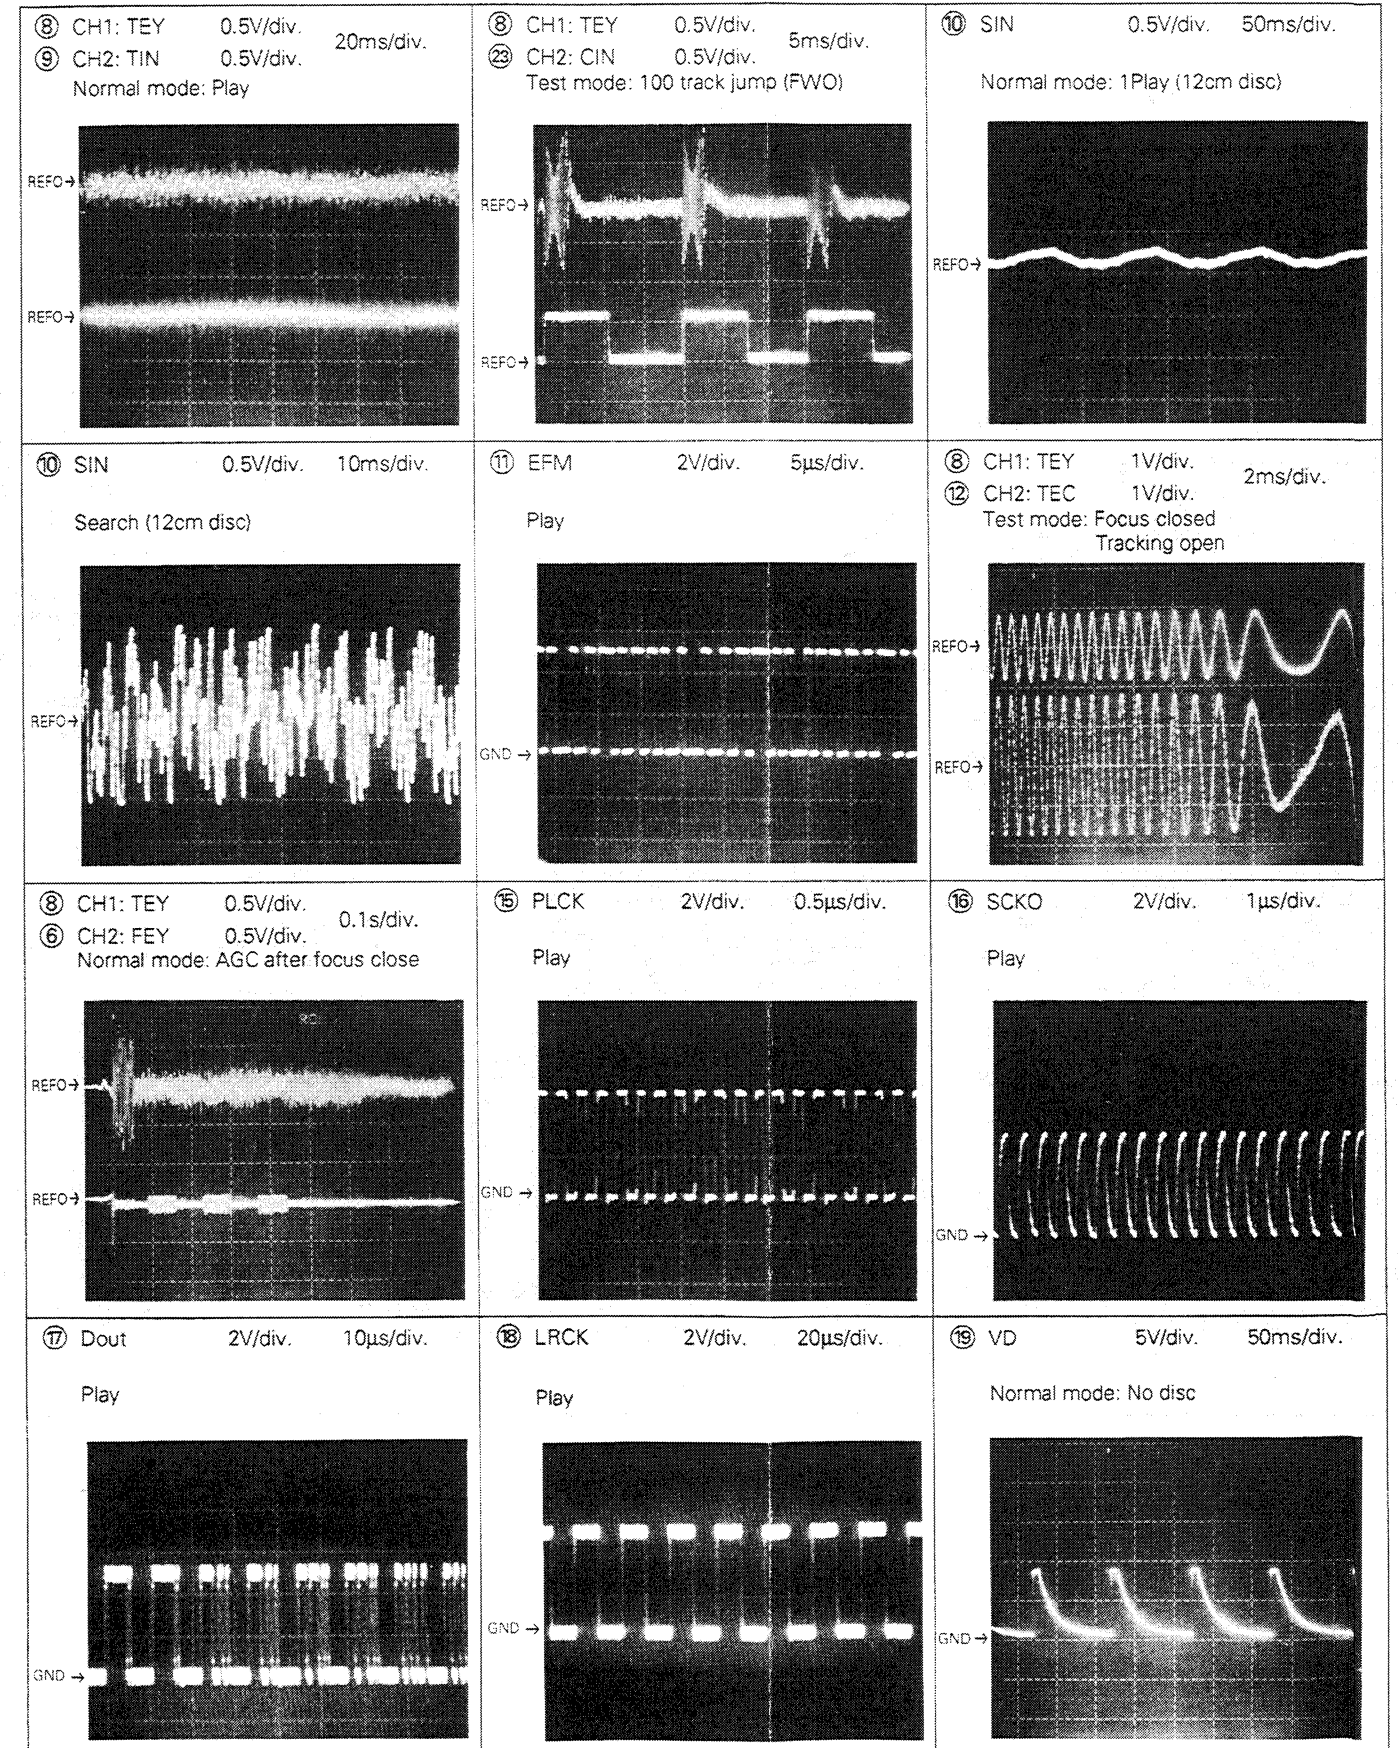 ⑧ CH1: TEY 0.5V/div. 20ms/div.
⑨ CH2: TIN 0.5V/div.
Normal mode: Play
REFO→
REFO→
⑧ CH1: TEY 0.5V/div. 5ms/div.
㉓ CH2: CIN 0.5V/div.
Test mode: 100 track jump (FWO)
REFO→
REFO→
⑩ SIN 0.5V/div. 50ms/div.
Normal mode: 1Play (12cm disc)
REFO→
⑩ SIN 0.5V/div. 10ms/div.
Search (12cm disc)
REFO→
⑪ EFM 2V/div. 5µs/div.
Play
GND →
⑧ CH1: TEY 1V/div. 2ms/div.
⑫ CH2: TEC 1V/div.
Test mode: Focus closed
Tracking open
REFO→
REFO→
⑧ CH1: TEY 0.5V/div. 0.1s/div.
⑥ CH2: FEY 0.5V/div.
Normal mode: AGC after focus close
REFO→
REFO→
⑮ PLCK 2V/div. 0.5µs/div.
Play
GND →
⑯ SCKO 2V/div. 1µs/div.
Play
GND →
⑰ Dout 2V/div. 10µs/div.
Play
GND →
⑱ LRCK 2V/div. 20µs/div.
Play
GND →
⑲ VD 5V/div. 50ms/div.
Normal mode: No disc
GND →